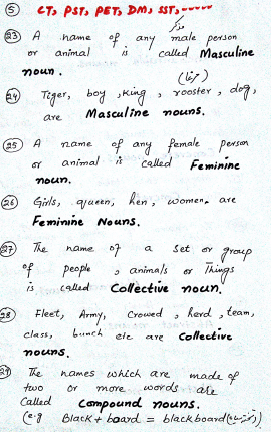 (5) CT, PST, PET, DM, SST,-----
مذکر
(23) A name of any male person
or animal is called Masculine
noun.
(مرغا)
24 Tiger, boy, king, rooster, dog,
are Masculine nouns.
(25) A name of any female person
or animal is called Feminine
noun.
(26) Girls, queen, hen, women, are
Feminine Nouns.
(27) The name of a set or group
of people, animals or Things
is called Collective noun.
28 Fleet, Army, Crowed, herd, team,
class, bunch etc are Collective
nouns.
29 The names which are made of
two or more words are
Called Compound nouns.
(e.g Black + board = blackboard